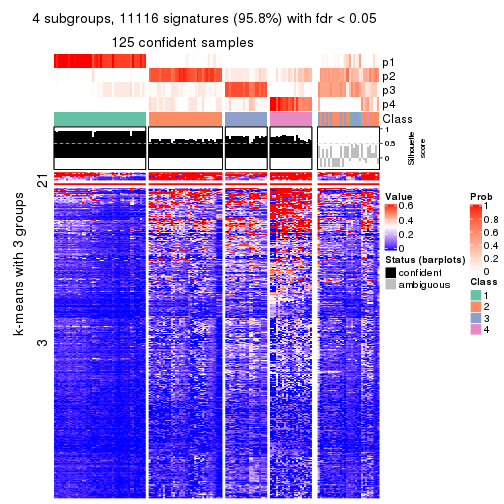 4 subgroups, 11116 signatures (95.8%) with fdr < 0.05
125 confident samples
p1
p2
p3
p4
Class
1
0.5
0
Silhouette
score
k-means with 3 groups
21
3
Value
0.6
0.4
0.2
0
Status (barplots)
confident
ambiguous
Prob
1
0.8
0.6
0.4
0.2
0
Class
1
2
3
4